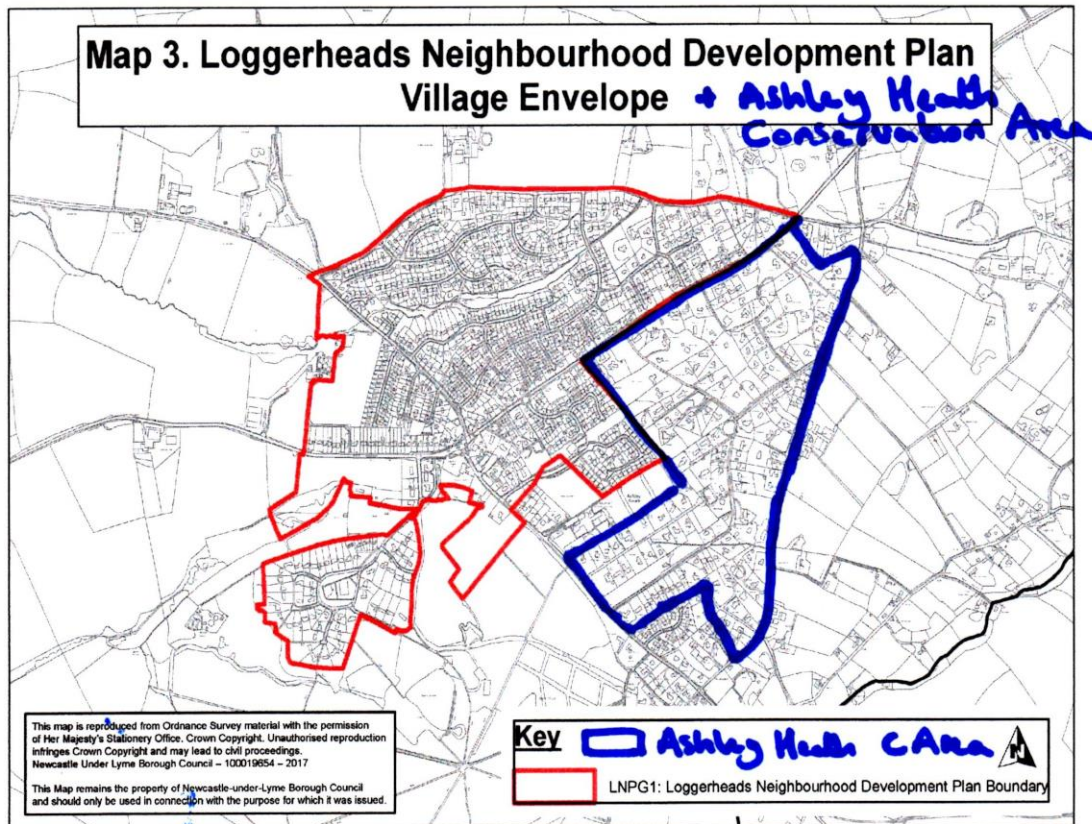 Map 3. Loggerheads Neighbourhood Development Plan
Village Envelope + Ashley Heath
Conservation Area
This map is reproduced from Ordnance Survey material with the permission
of Her Majesty's Stationery Office. Crown Copyright. Unauthorised reproduction
infringes Crown Copyright and may lead to civil proceedings.
Newcastle Under Lyme Borough Council – 100019654 – 2017
This Map remains the property of Newcastle-under-Lyme Borough Council
and should only be used in connection with the purpose for which it was issued.
Key Ashley Heath C Area N
LNPG1: Loggerheads Neighbourhood Development Plan Boundary